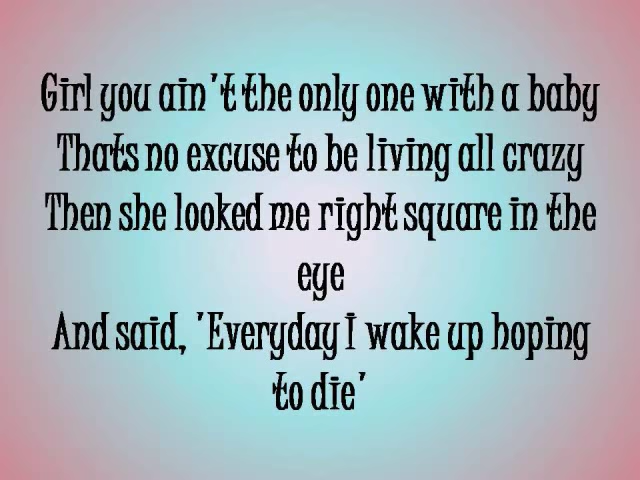 Girl you ain't the only one with a baby
Thats no excuse to be living all crazy
Then she looked me right square in the
eye
And said, 'Everyday I wake up hoping
to die'